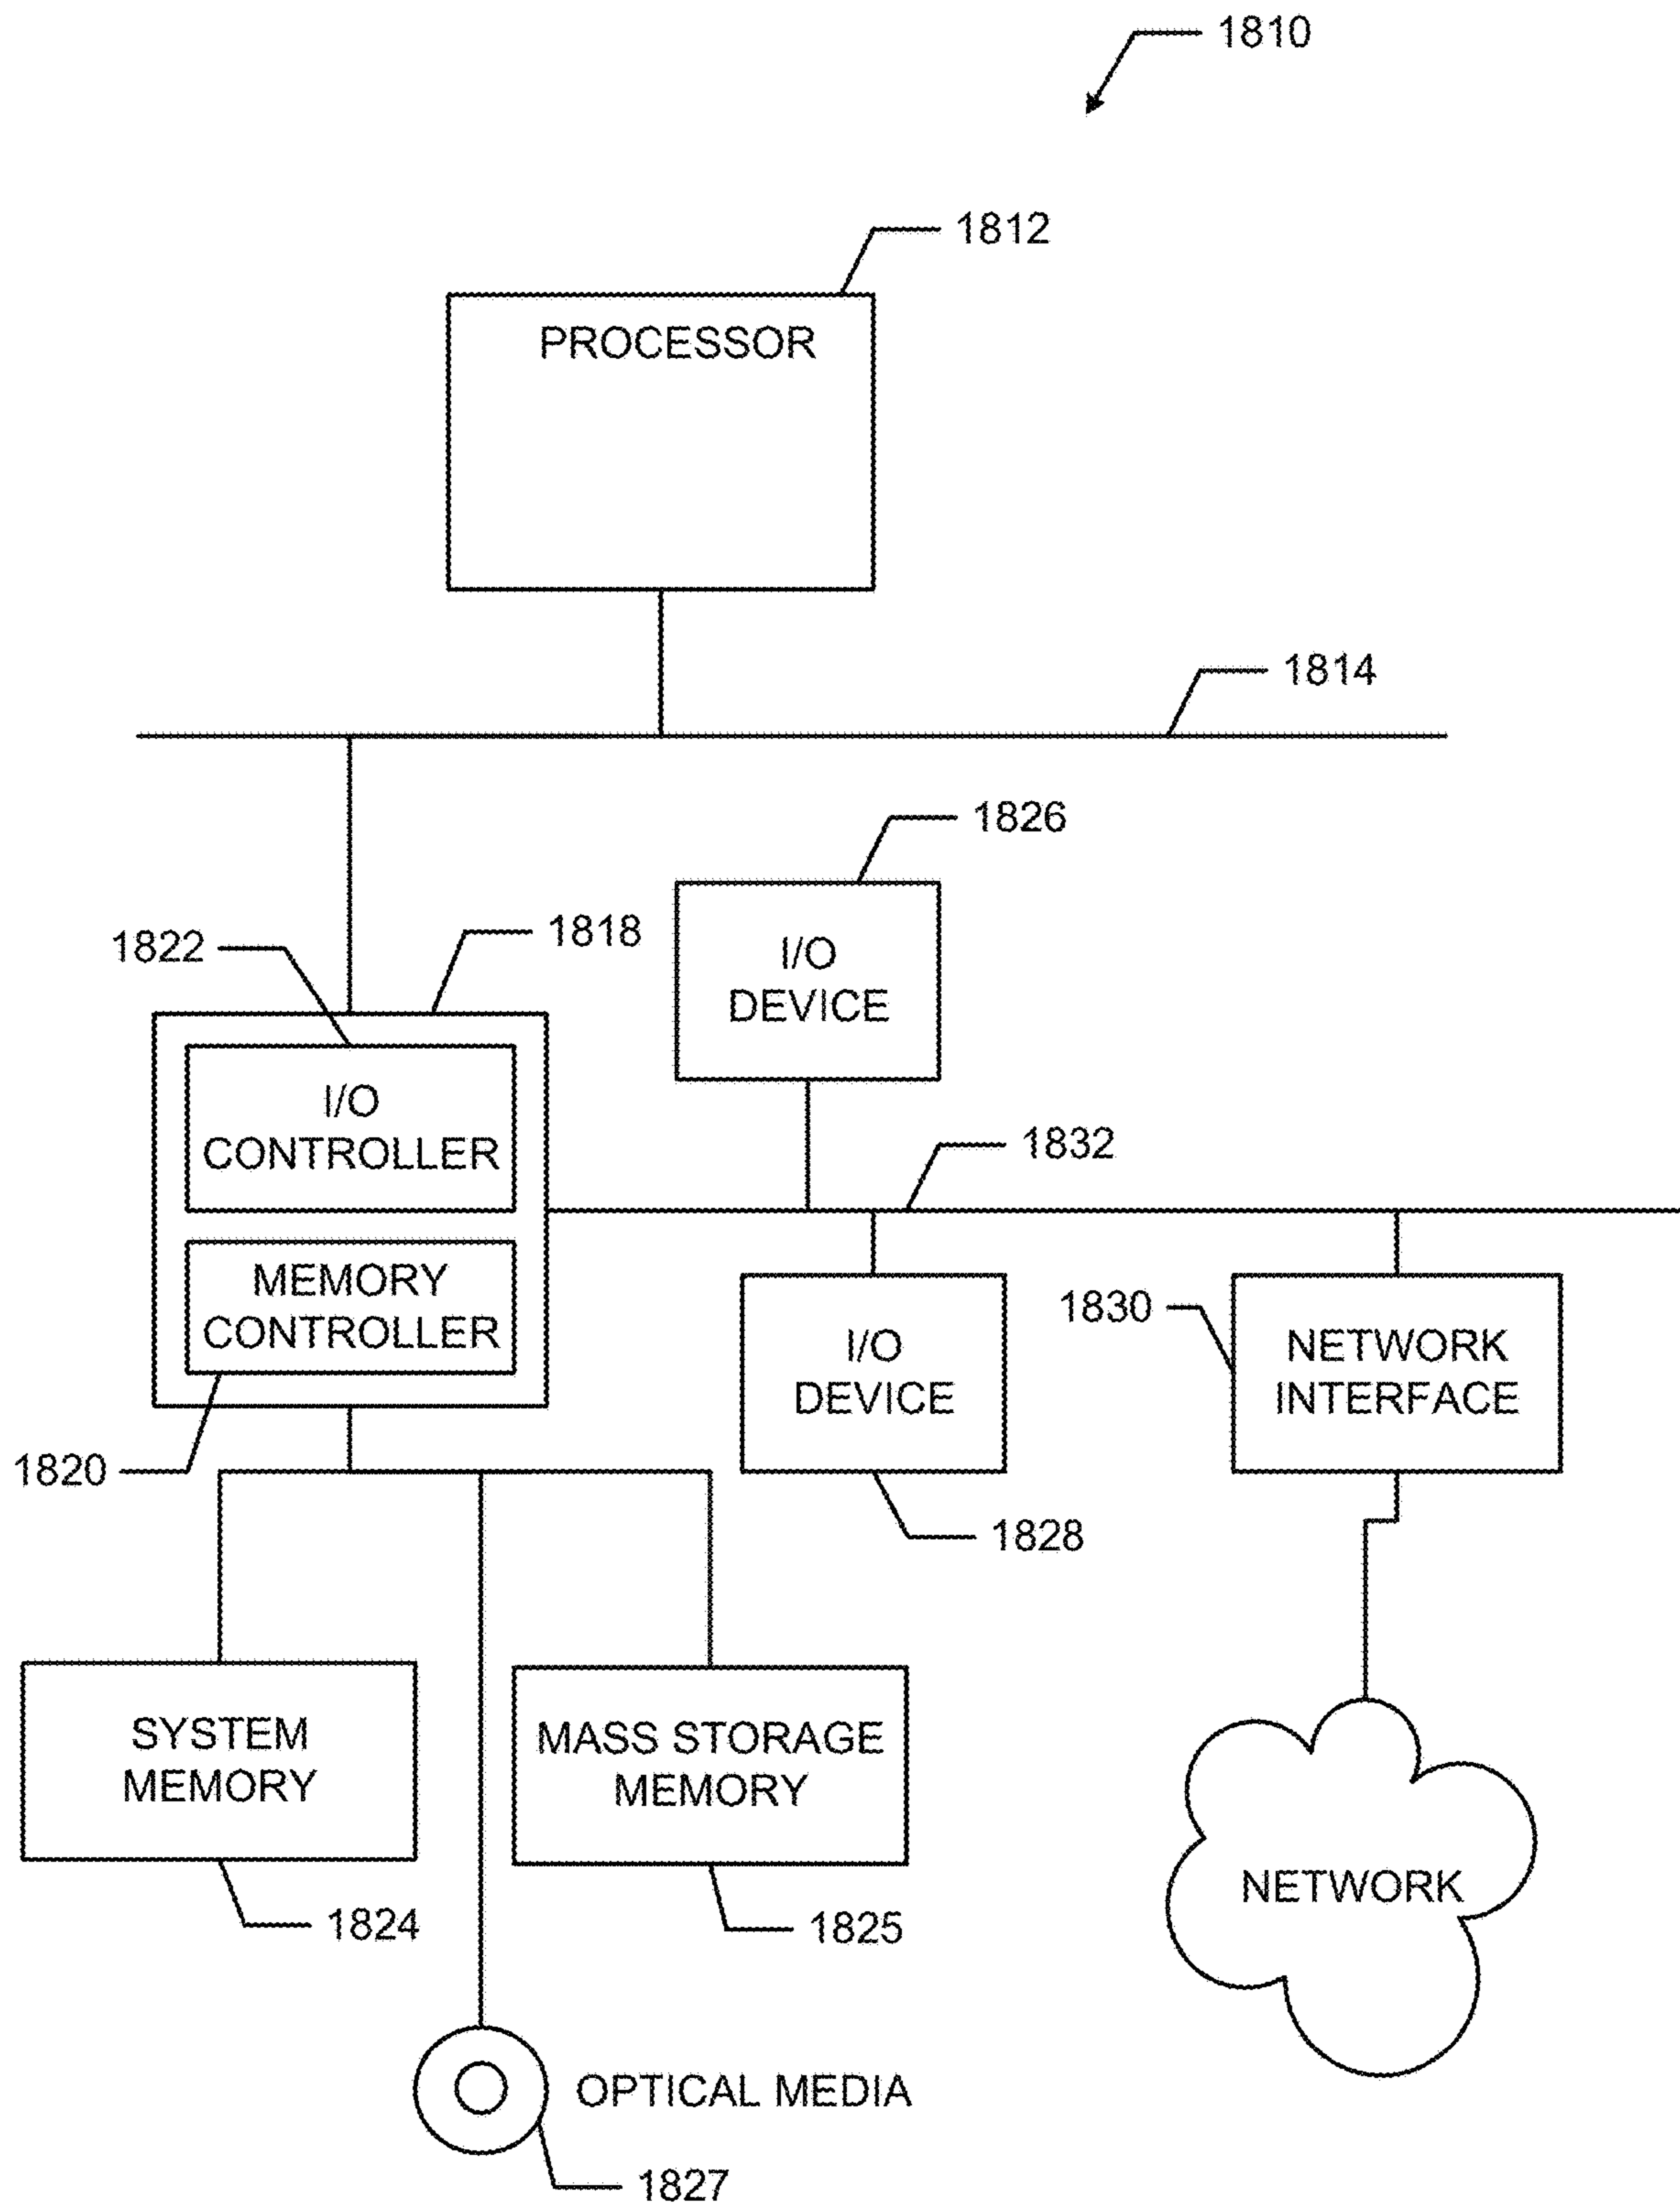 1810
1812
PROCESSOR
1814
1826
I/O
DEVICE
1822
1818
I/O
CONTROLLER
1832
MEMORY
CONTROLLER
1820
I/O
DEVICE
1828
1830
NETWORK
INTERFACE
SYSTEM
MEMORY
1824
MASS STORAGE
MEMORY
1825
NETWORK
OPTICAL MEDIA
1827